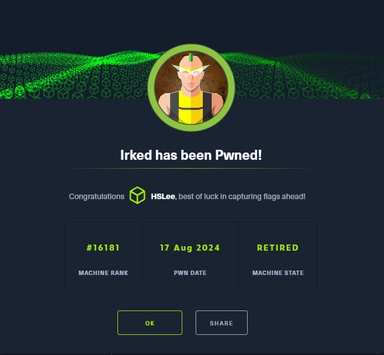 Irked has been Pwned!
Congratulations HSLee, best of luck in capturing flags ahead!
#16181 17 Aug 2024 RETIRED
MACHINE RANK PWN DATE MACHINE STATE
OK SHARE